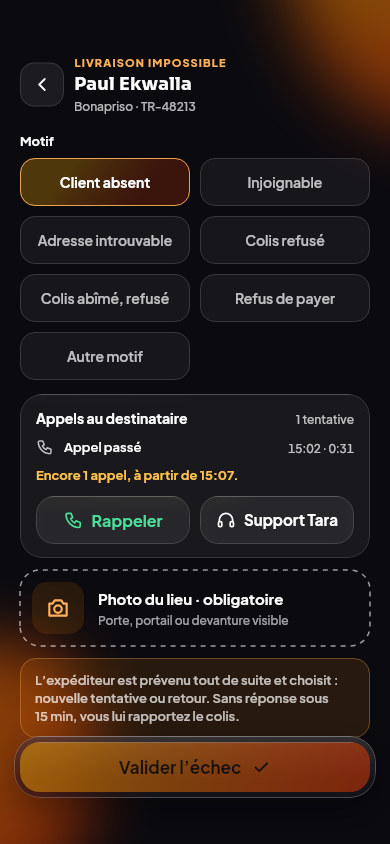 LIVRAISON IMPOSSIBLE
Paul Ekwalla
Bonapriso · TR-48213
Motif
Client absent
Injoignable
Adresse introuvable
Colis refusé
Colis abîmé, refusé
Refus de payer
Autre motif
Appels au destinataire
1 tentative
Appel passé
15:02 · 0:31
Encore 1 appel, à partir de 15:07.
Rappeler
Support Tara
Photo du lieu · obligatoire
Porte, portail ou devanture visible
L’expéditeur est prévenu tout de suite et choisit :
nouvelle tentative ou retour. Sans réponse sous
15 min, vous lui rapportez le colis.
Valider l’échec